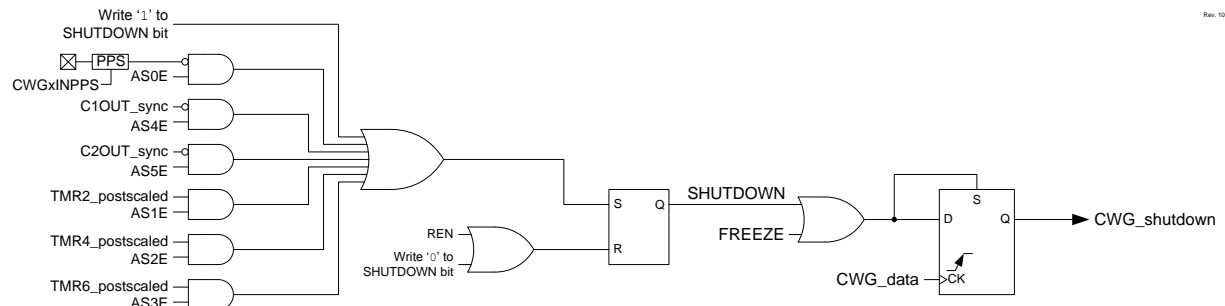 Write '1' to
SHUTDOWN bit
Rev. 10
PPS
CWGxINPPS
AS0E
C1OUT_sync
AS4E
C2OUT_sync
AS5E
TMR2_postscaled
AS1E
TMR4_postscaled
AS2E
TMR6_postscaled
AS3E
REN
Write '0' to
SHUTDOWN bit
S
Q
R
SHUTDOWN
FREEZE
S
D
Q
CWG_data
CK
CWG_shutdown